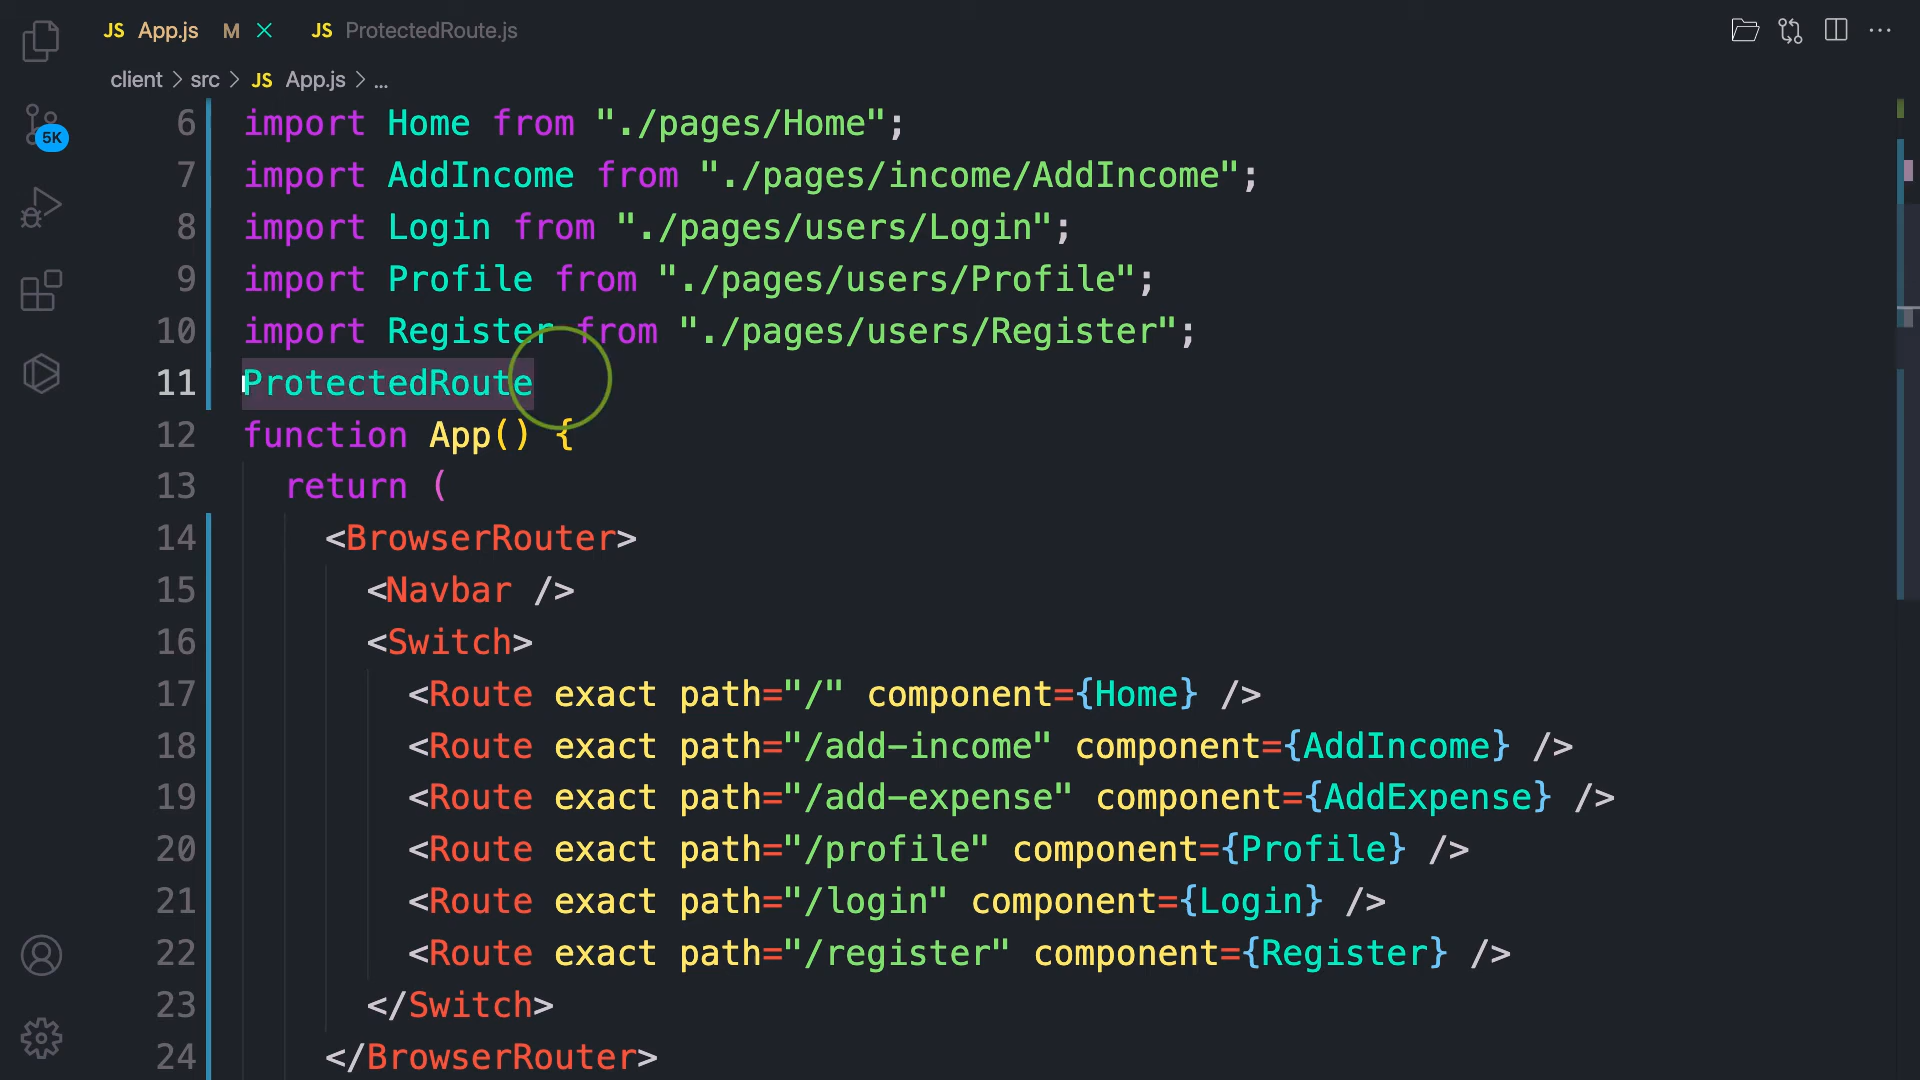 JS App.js M JS ProtectedRoute.js
client > src > JS App.js > ...
5K
6 import Home from "./pages/Home";
7 import AddIncome from "./pages/income/AddIncome";
8 import Login from "./pages/users/Login";
9 import Profile from "./pages/users/Profile";
10 import Register from "./pages/users/Register";
11 ProtectedRoute
12 function App() {
13 return (
14 <BrowserRouter>
15 <Navbar />
16 <Switch>
17 <Route exact path="/" component={Home} />
18 <Route exact path="/add-income" component={AddIncome} />
19 <Route exact path="/add-expense" component={AddExpense} />
20 <Route exact path="/profile" component={Profile} />
21 <Route exact path="/login" component={Login} />
22 <Route exact path="/register" component={Register} />
23 </Switch>
24 </BrowserRouter>